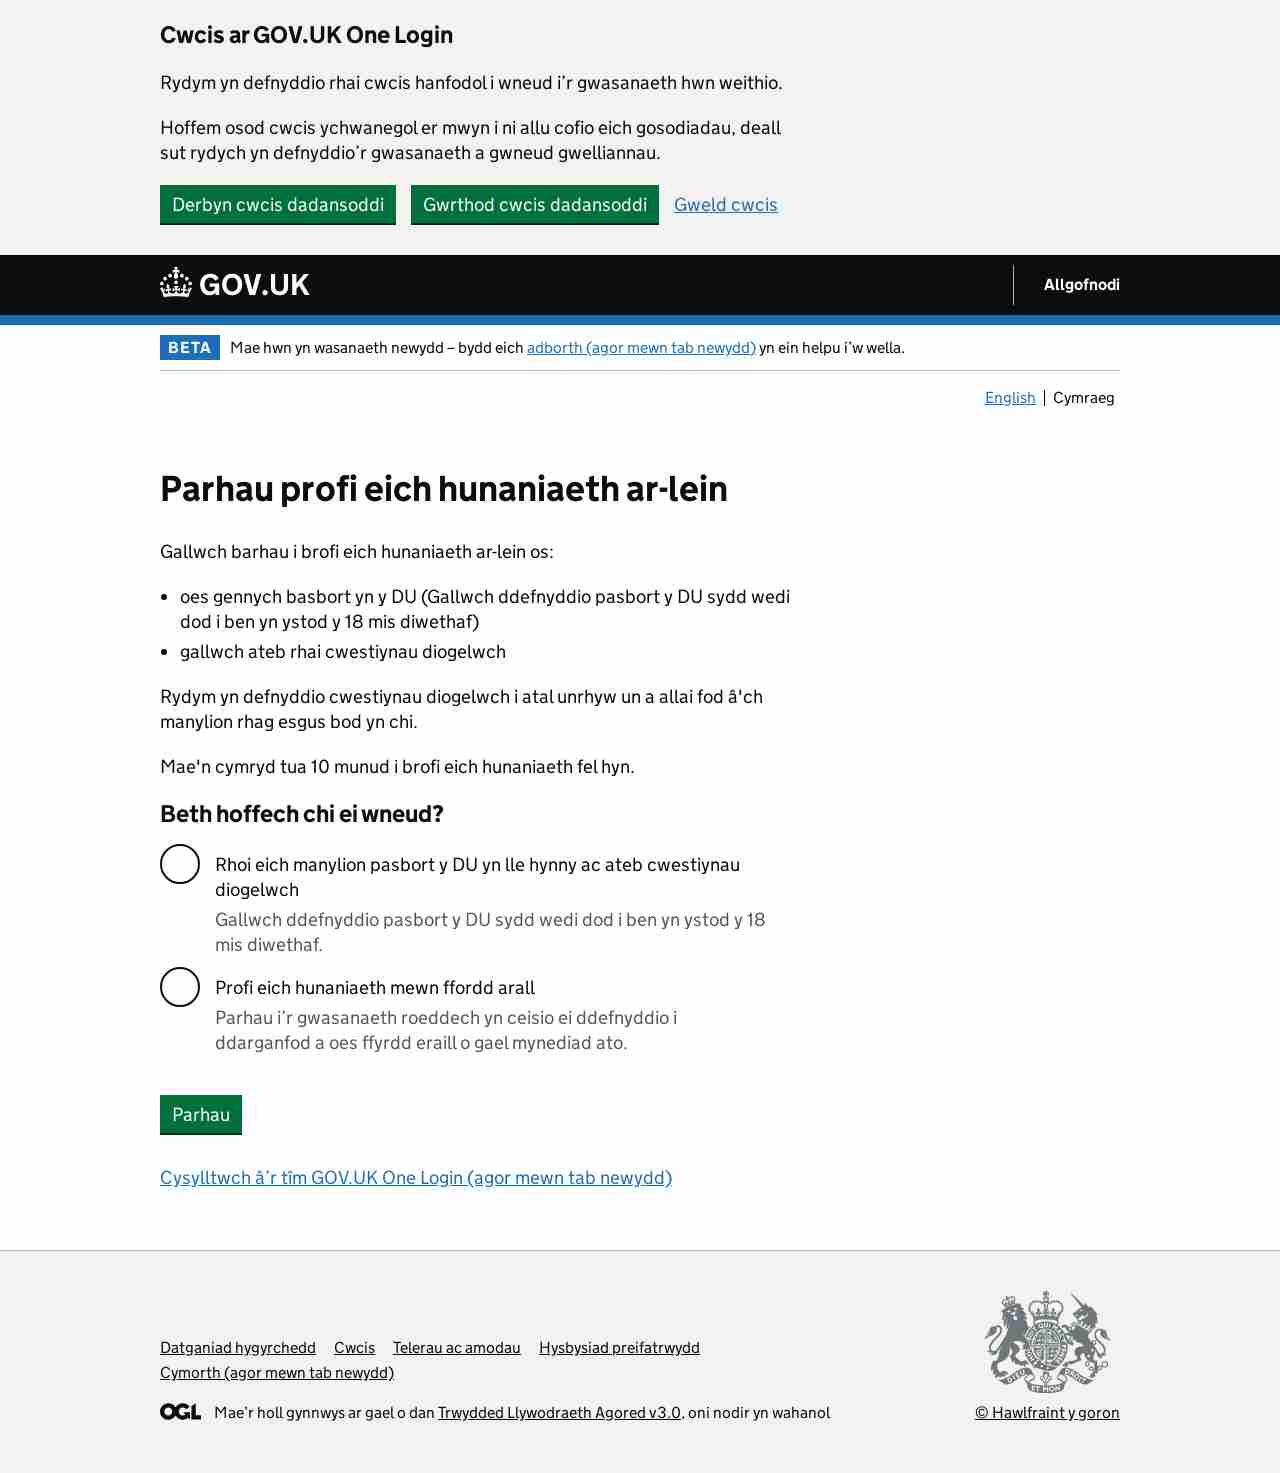 Cwcis ar GOV.UK One Login
Rydym yn defnyddio rhai cwcis hanfodol i wneud i’r gwasanaeth hwn weithio.
Hoffem osod cwcis ychwanegol er mwyn i ni allu cofio eich gosodiadau, deall
sut rydych yn defnyddio’r gwasanaeth a gwneud gwelliannau.
Derbyn cwcis dadansoddi Gwrthod cwcis dadansoddi Gweld cwcis
GOV.UK Allgofnodi
BETA Mae hwn yn wasanaeth newydd – bydd eich adborth (agor mewn tab newydd) yn ein helpu i’w wella.
English Cymraeg
Parhau profi eich hunaniaeth ar-lein
Gallwch barhau i brofi eich hunaniaeth ar-lein os:
• oes gennych basbort yn y DU (Gallwch ddefnyddio pasbort y DU sydd wedi
dod i ben yn ystod y 18 mis diwethaf)
• gallwch ateb rhai cwestiynau diogelwch
Rydym yn defnyddio cwestiynau diogelwch i atal unrhyw un a allai fod â'ch
manylion rhag esgus bod yn chi.
Mae'n cymryd tua 10 munud i brofi eich hunaniaeth fel hyn.
Beth hoffech chi ei wneud?
Rhoi eich manylion pasbort y DU yn lle hynny ac ateb cwestiynau
diogelwch
Gallwch ddefnyddio pasbort y DU sydd wedi dod i ben yn ystod y 18
mis diwethaf.
Profi eich hunaniaeth mewn ffordd arall
Parhau i’r gwasanaeth roeddech yn ceisio ei ddefnyddio i
ddarganfod a oes ffyrdd eraill o gael mynediad ato.
Parhau
Cysylltwch â’r tîm GOV.UK One Login (agor mewn tab newydd)
Datganiad hygyrchedd Cwcis Telerau ac amodau Hysbysiad preifatrwydd
Cymorth (agor mewn tab newydd)
OGL Mae’r holl gynnwys ar gael o dan Trwydded Llywodraeth Agored v3.0, oni nodir yn wahanol
DIEU ET MON DROIT
© Hawlfraint y goron